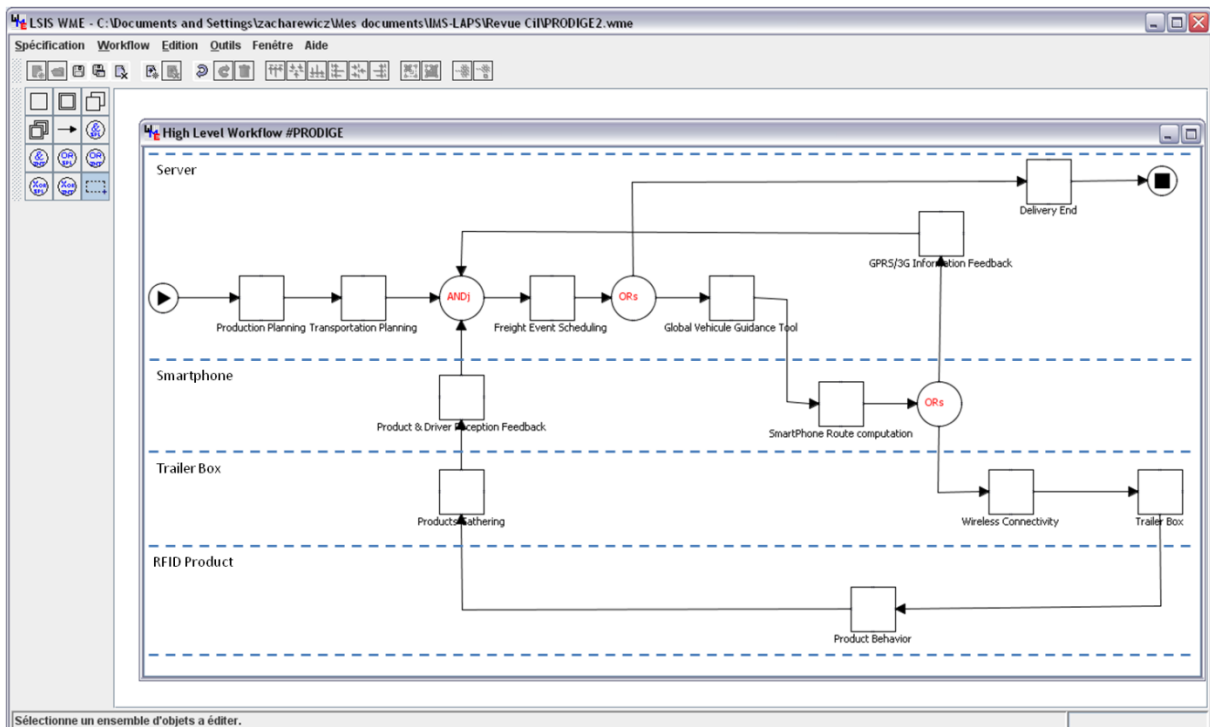 LSIS WME - C:\Documents and Settings\zacharewicz\Mes documents\IMS-LAPS\Revue Cil\PRODIGE2.wme
Spécification Workflow Edition Outils Fenêtre Aide
High Level Workflow #PRODIGE
Server
Delivery End
GPRS/3G Information Feedback
ANDj
ORs
Production Planning
Transportation Planning
Freight Event Scheduling
Global Vehicule Guidance Tool
Smartphone
ORs
Product & Driver Exception Feedback
SmartPhone Route computation
Trailer Box
Products Gathering
Wireless Connectivity
Trailer Box
RFID Product
Product Behavior
Sélectionne un ensemble d'objets a éditer.